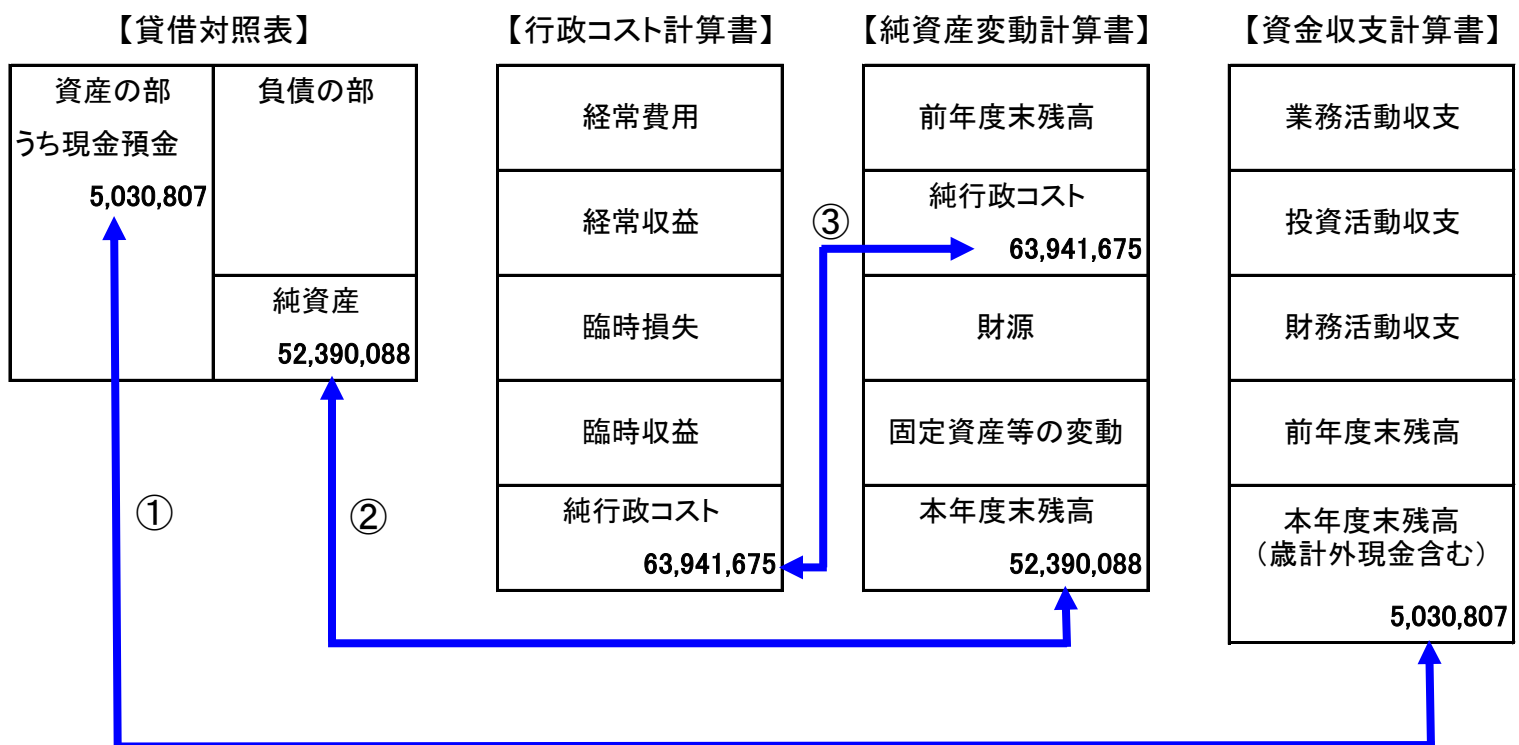 【貸借対照表】
資産の部
うち現金預金
5,030,807
負債の部
純資産
52,390,088
①
②
【行政コスト計算書】
経常費用
経常収益
臨時損失
臨時収益
純行政コスト
63,941,675
③
【純資産変動計算書】
前年度末残高
純行政コスト
63,941,675
財源
固定資産等の変動
本年度末残高
52,390,088
【資金収支計算書】
業務活動収支
投資活動収支
財務活動収支
前年度末残高
本年度末残高
（歳計外現金含む）
5,030,807